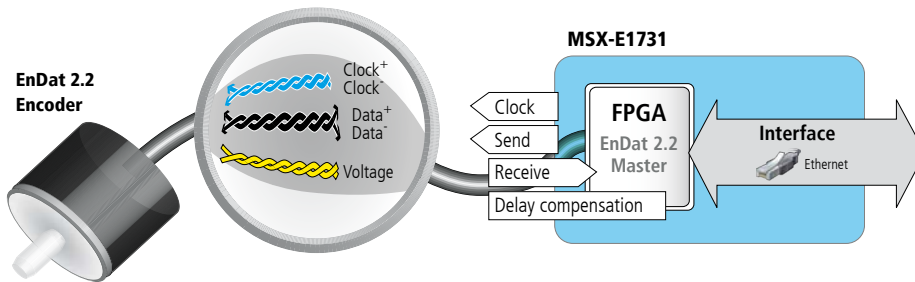 EnDat 2.2
Encoder
Clock+
Clock-
Data+
Data-
Voltage
MSX-E1731
Clock
Send
Receive
Delay compensation
FPGA
EnDat 2.2
Master
Interface
Ethernet